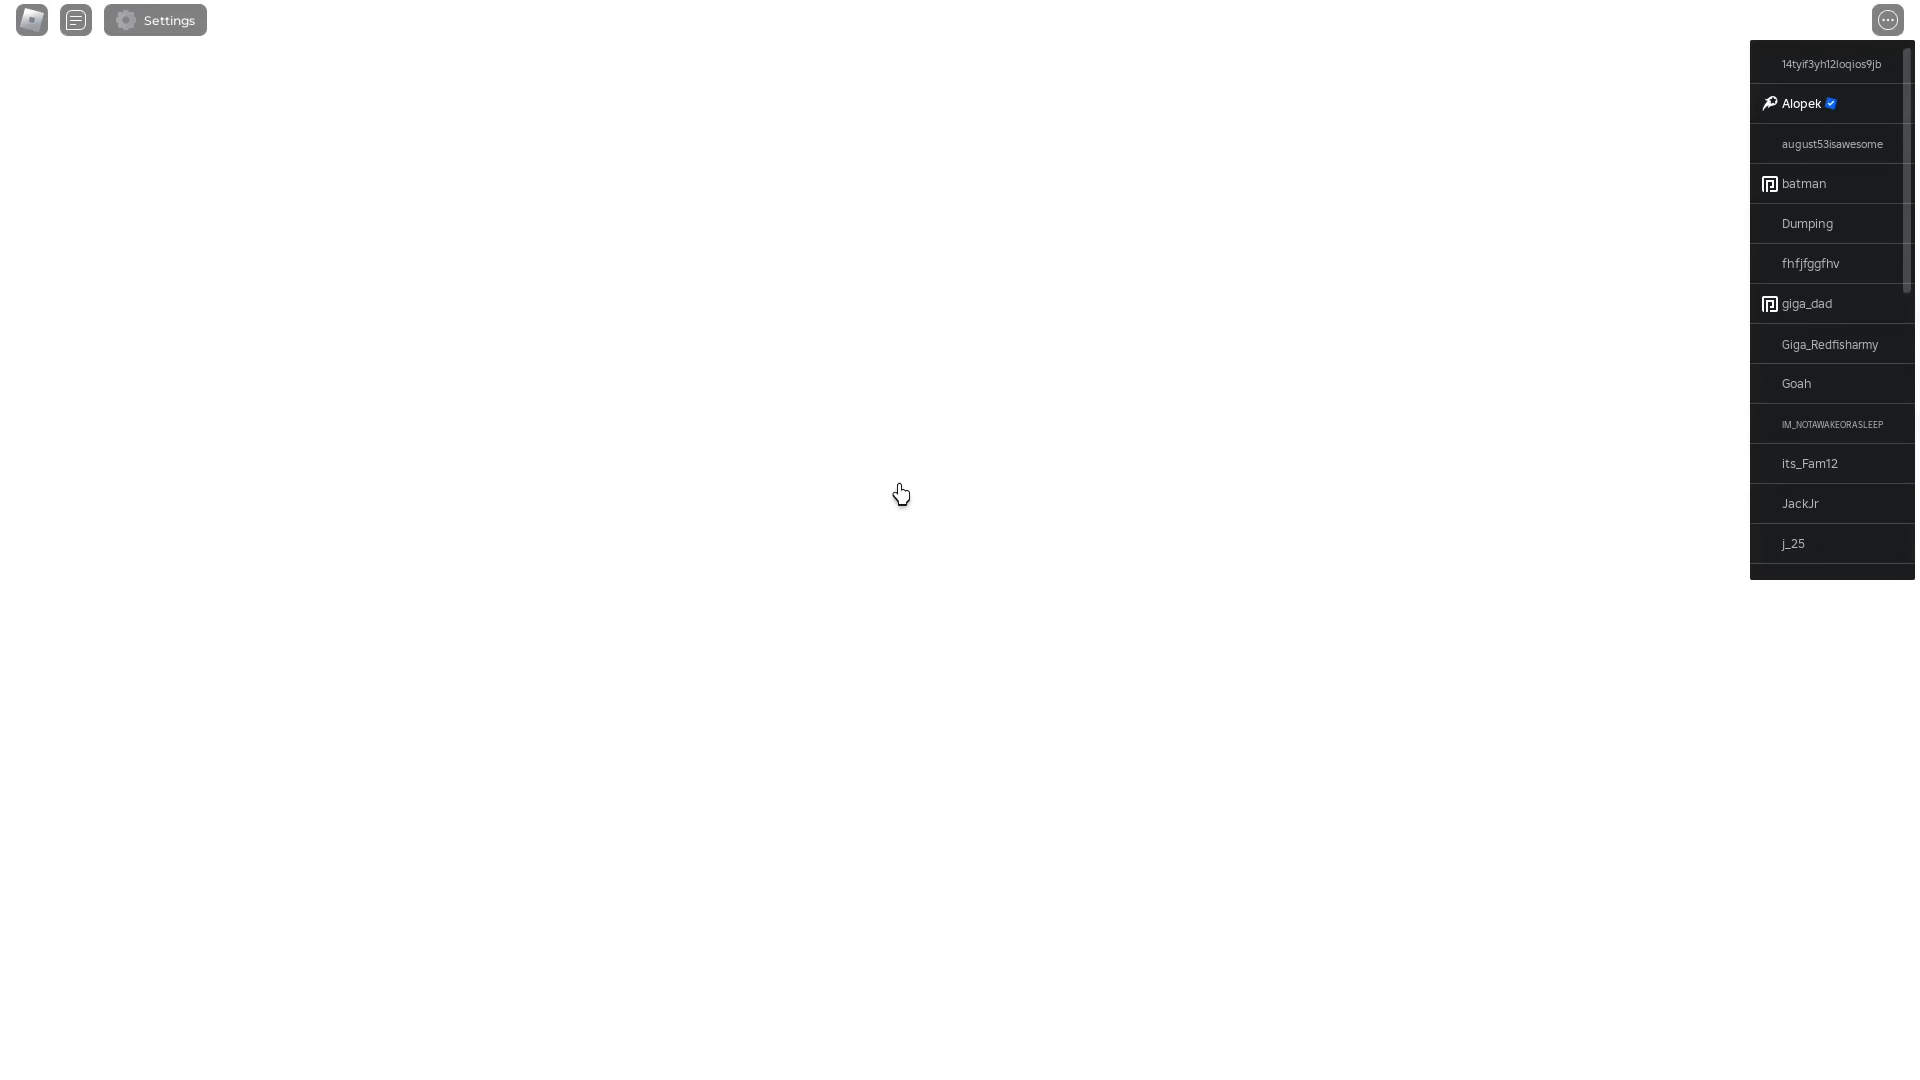 Settings
14tyif3yh12loqios9jb
Alopek
august53isawesome
batman
Dumping
fhfjfggfhv
giga_dad
Giga_Redfisharmy
Goah
IM_NOTAWAKEORASLEEP
its_Fam12
JackJr
j_25